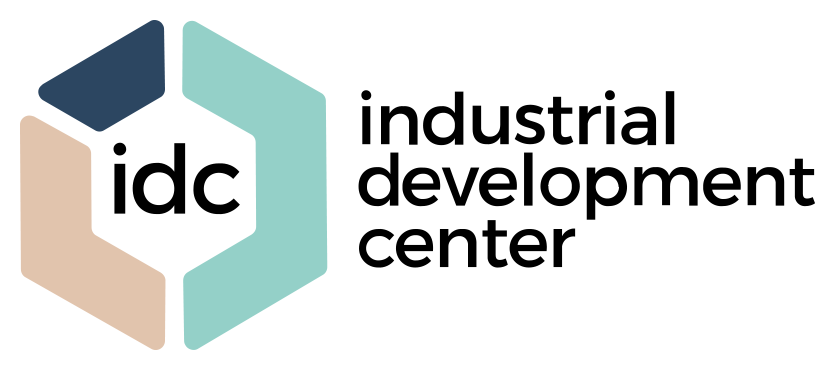 idc
industrial
development
center